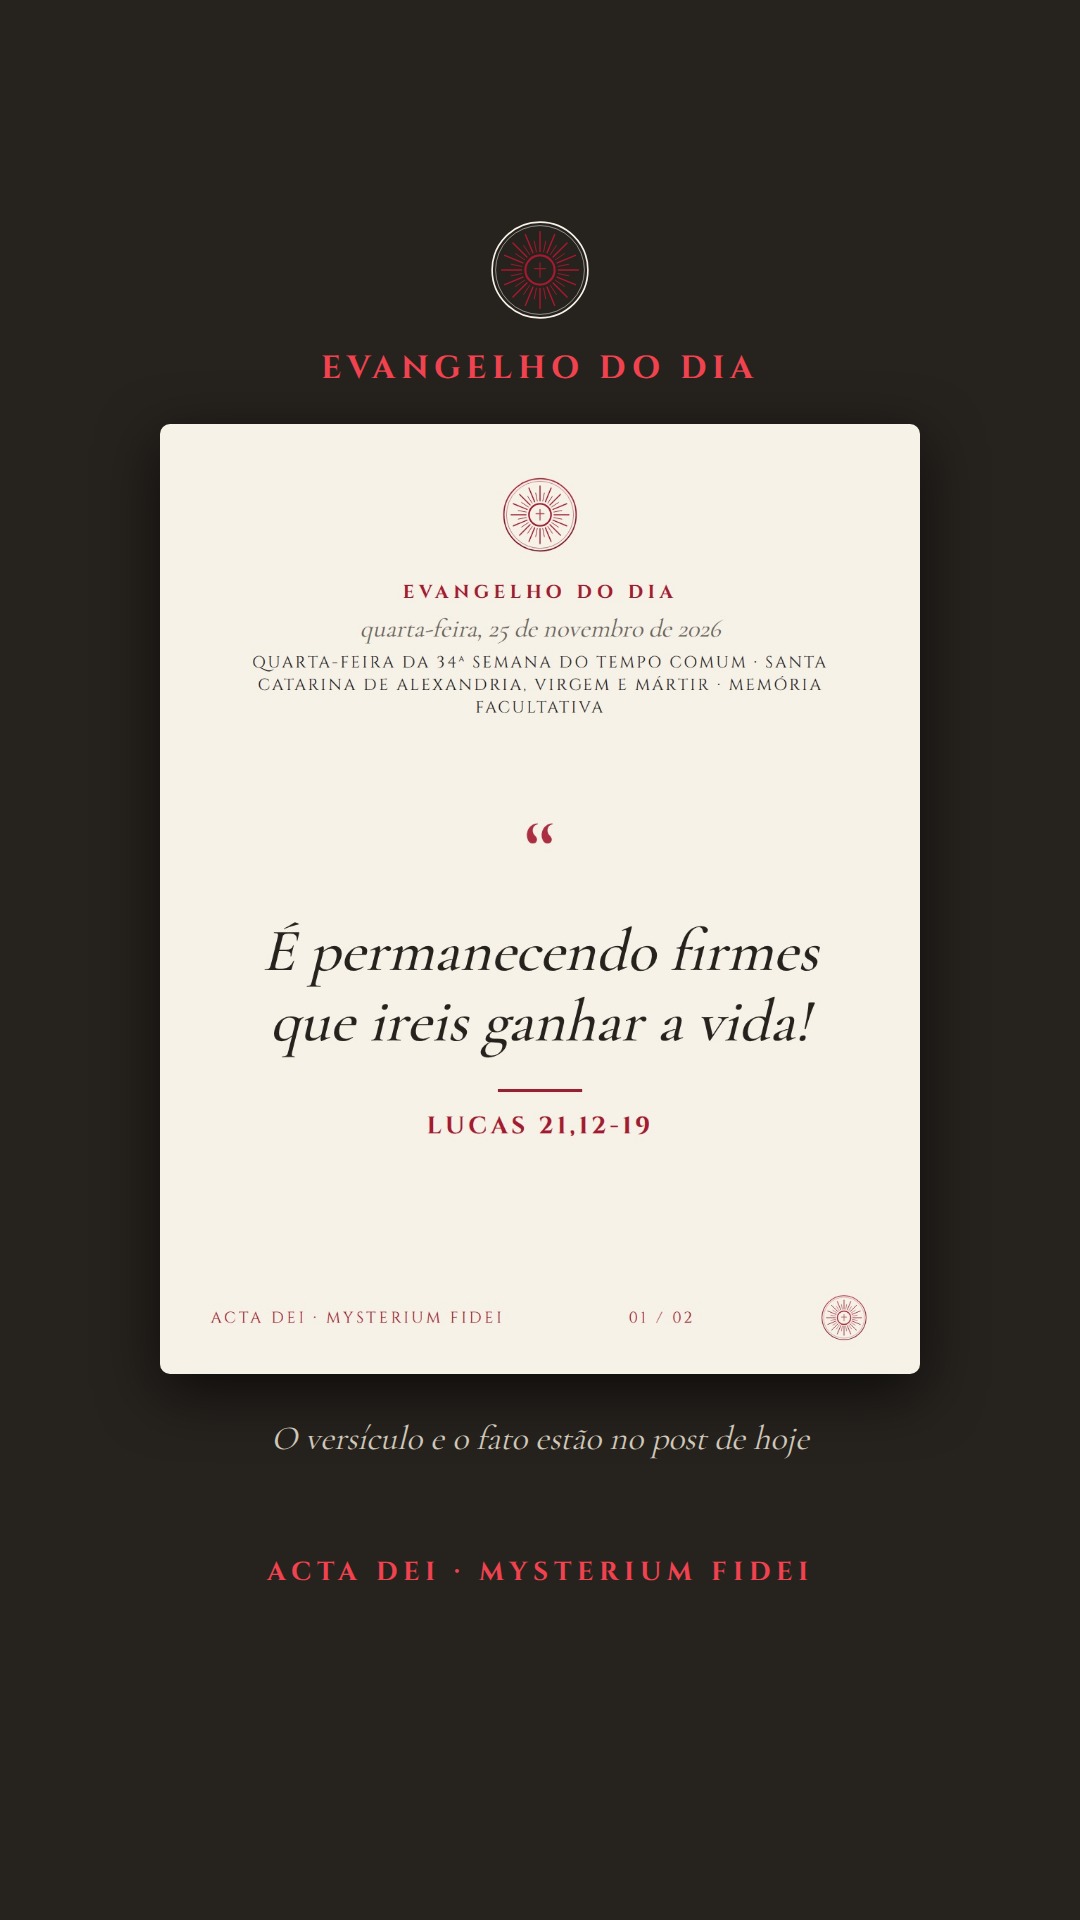 EVANGELHO DO DIA
EVANGELHO DO DIA
quarta-feira, 25 de novembro de 2026
QUARTA-FEIRA DA 34ª SEMANA DO TEMPO COMUM · SANTA
CATARINA DE ALEXANDRIA, VIRGEM E MÁRTIR · MEMÓRIA
FACULTATIVA
“
É permanecendo firmes
que ireis ganhar a vida!
LUCAS 21,12-19
ACTA DEI · MYSTERIUM FIDEI 01 / 02
O versículo e o fato estão no post de hoje
ACTA DEI · MYSTERIUM FIDEI